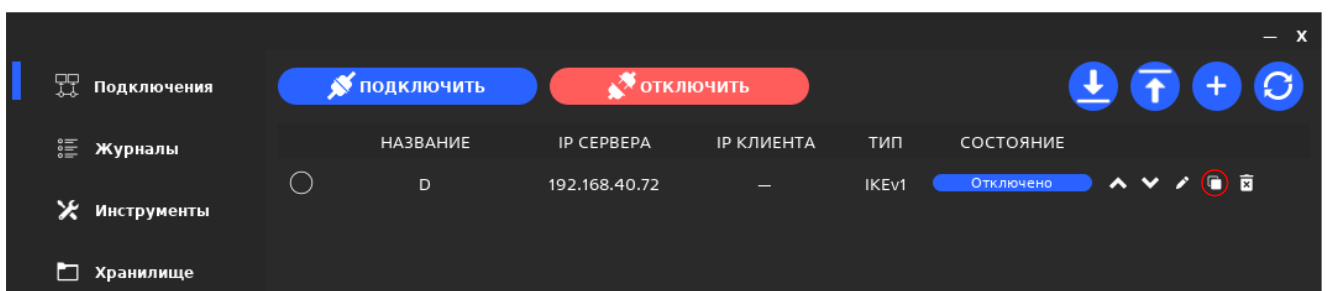 — X
Подключения
ПОДКЛЮЧИТЬ ОТКЛЮЧИТЬ
Журналы
НАЗВАНИЕ IP СЕРВЕРА IP КЛИЕНТА ТИП СОСТОЯНИЕ
D 192.168.40.72 — IKEv1 Отключено
Инструменты
Хранилище